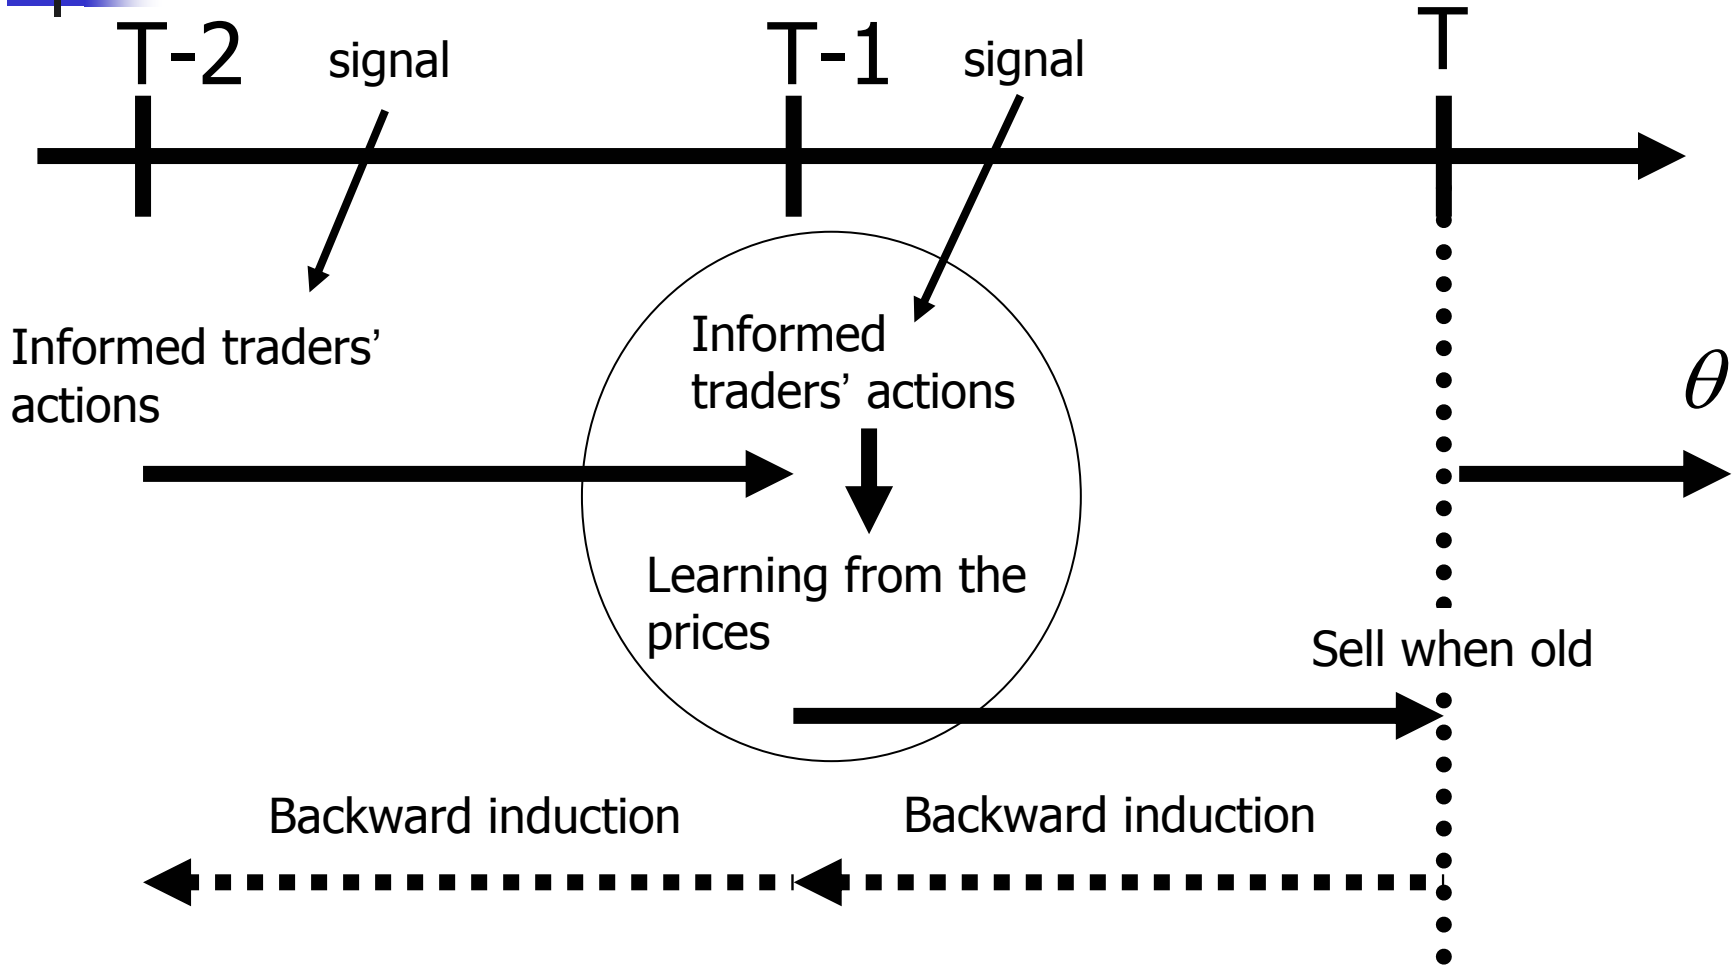 T-2
signal
T-1
signal
T
Informed traders’
actions
Informed
traders’ actions
θ
Learning from the
prices
Sell when old
Backward induction
Backward induction